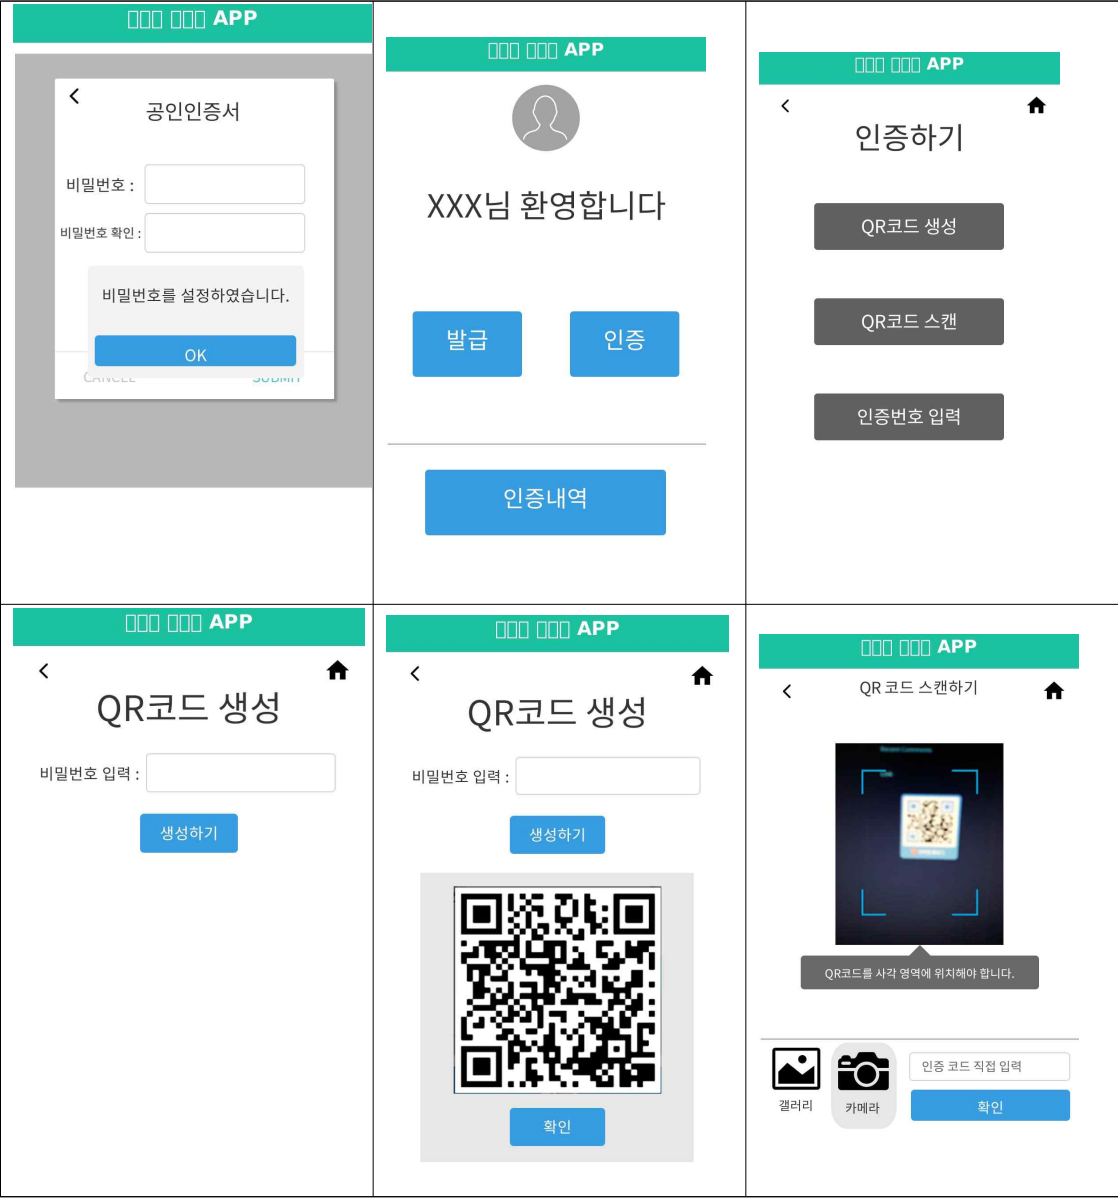 APP
공인인증서
비밀번호 :
비밀번호 확인 :
비밀번호를 설정하였습니다.
OK
CANCEL
SUBMIT
APP
XXX님 환영합니다
발급
인증
인증내역
APP
인증하기
QR코드 생성
QR코드 스캔
인증번호 입력
APP
QR코드 생성
비밀번호 입력 :
생성하기
APP
QR코드 생성
비밀번호 입력 :
생성하기
확인
APP
QR 코드 스캔하기
Recent Comments
QR코드를 사각 영역에 위치해야 합니다.
갤러리
카메라
인증 코드 직접 입력
확인